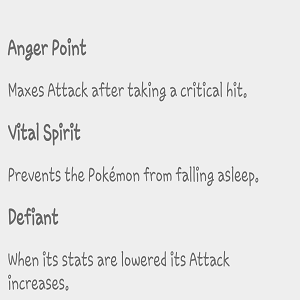 Anger Point
Maxes Attack after taking a critical hit.
Vital Spirit
Prevents the Pokémon from falling asleep.
Defiant
When its stats are lowered its Attack
increases.